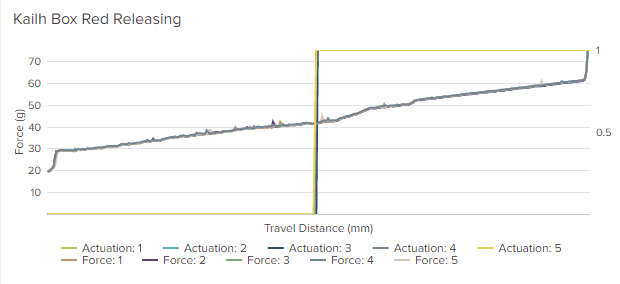 Kailh Box Red Releasing
70
60
50
40
30
20
10
Force (g)
1
0.5
Travel Distance (mm)
Actuation: 1 Actuation: 2 Actuation: 3 Actuation: 4 Actuation: 5
Force: 1 Force: 2 Force: 3 Force: 4 Force: 5